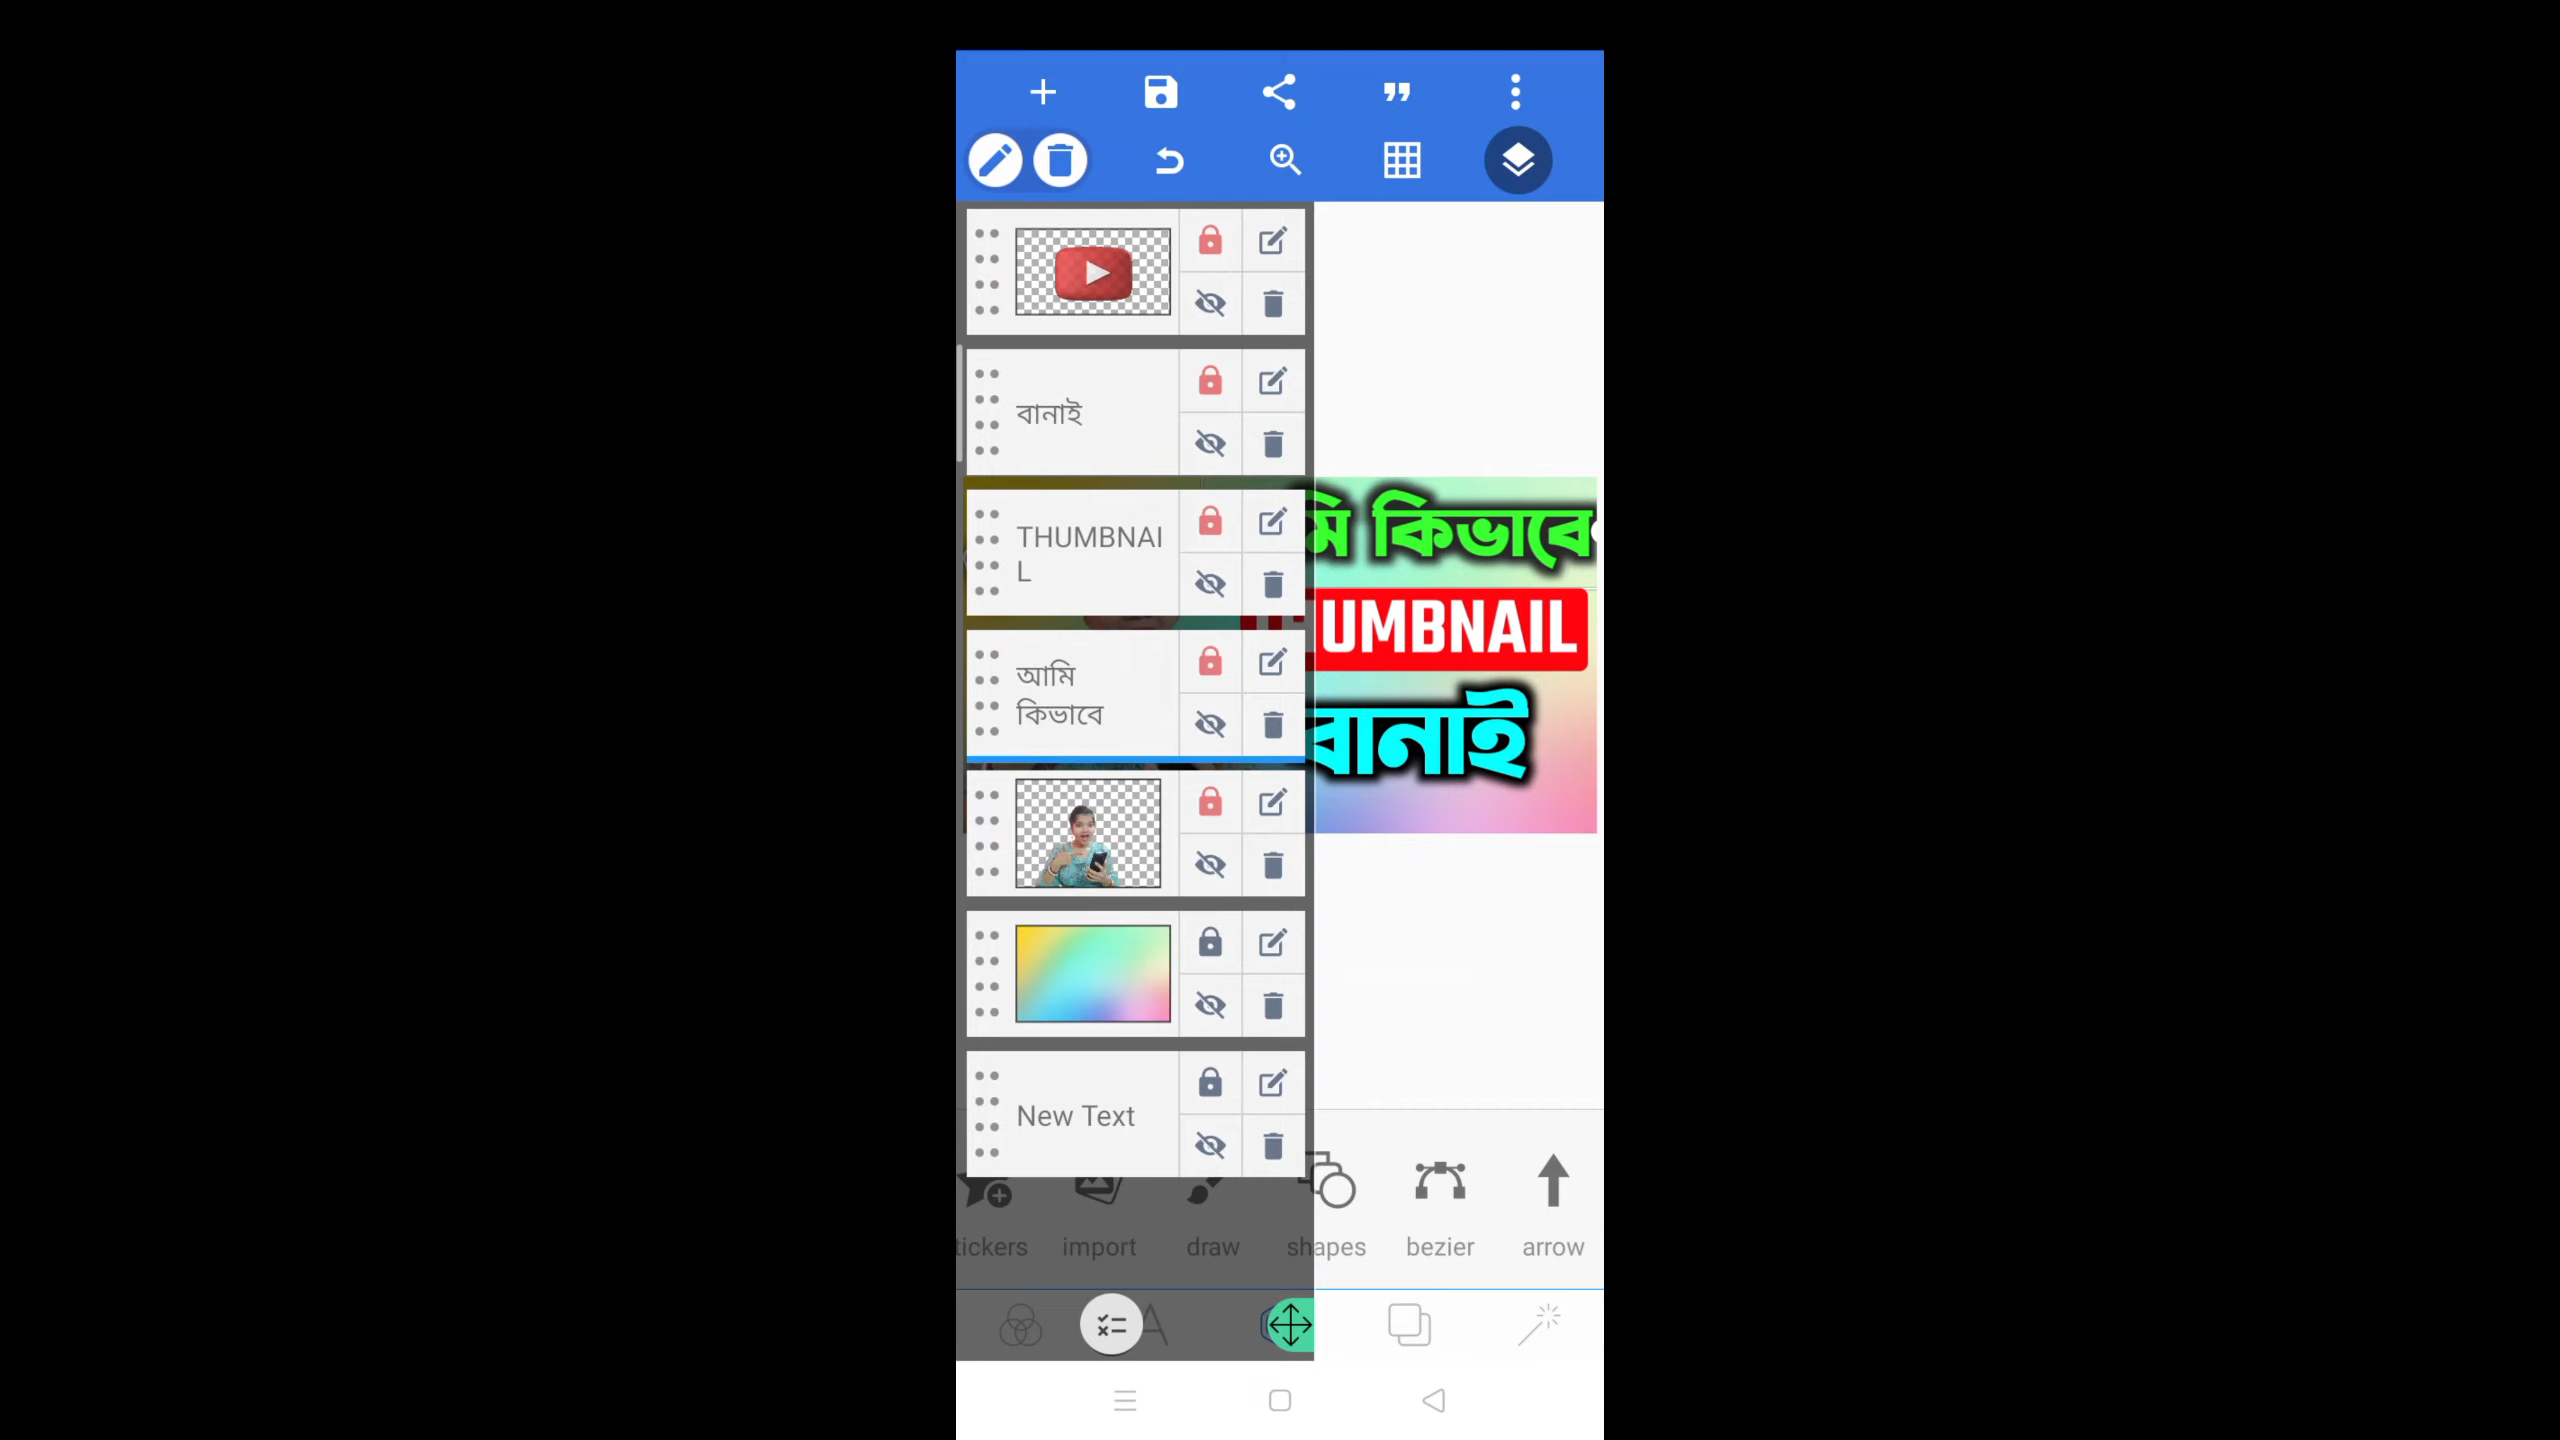 বানাই
THUMBNAI
L
আমি
কিভাবে
মি কিভাবে
UMBNAIL
বানাই
New Text
tickers
import
draw
shapes
bezier
arrow